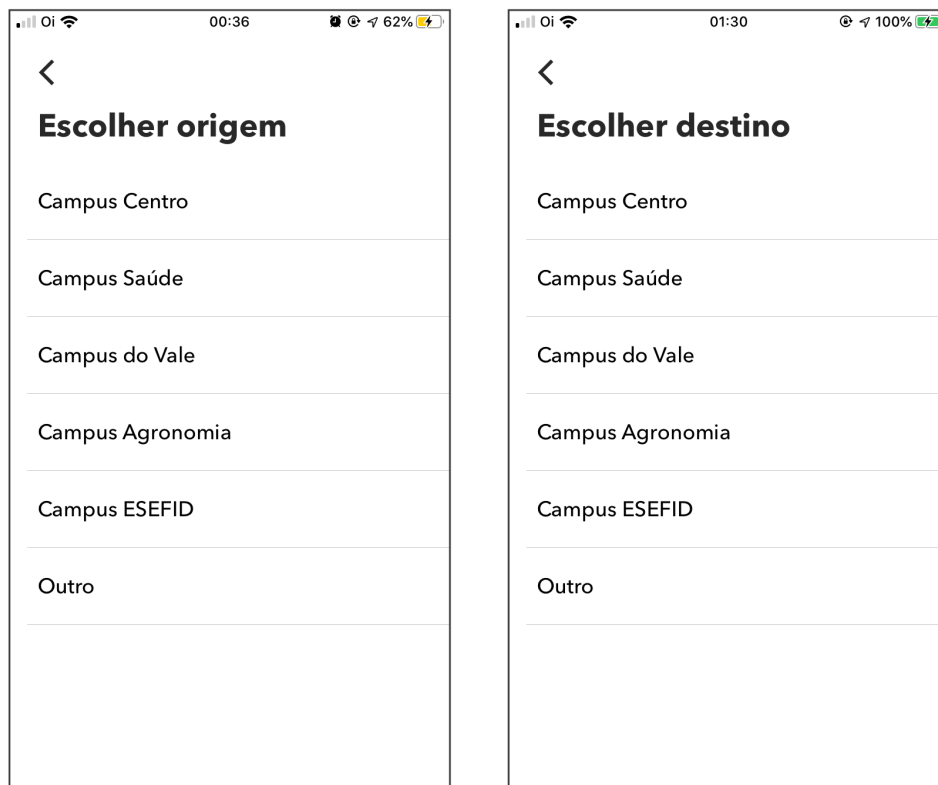 Oi 00:36 62%
Escolher origem
Campus Centro
Campus Saúde
Campus do Vale
Campus Agronomia
Campus ESEFID
Outro
Oi 01:30 100%
Escolher destino
Campus Centro
Campus Saúde
Campus do Vale
Campus Agronomia
Campus ESEFID
Outro